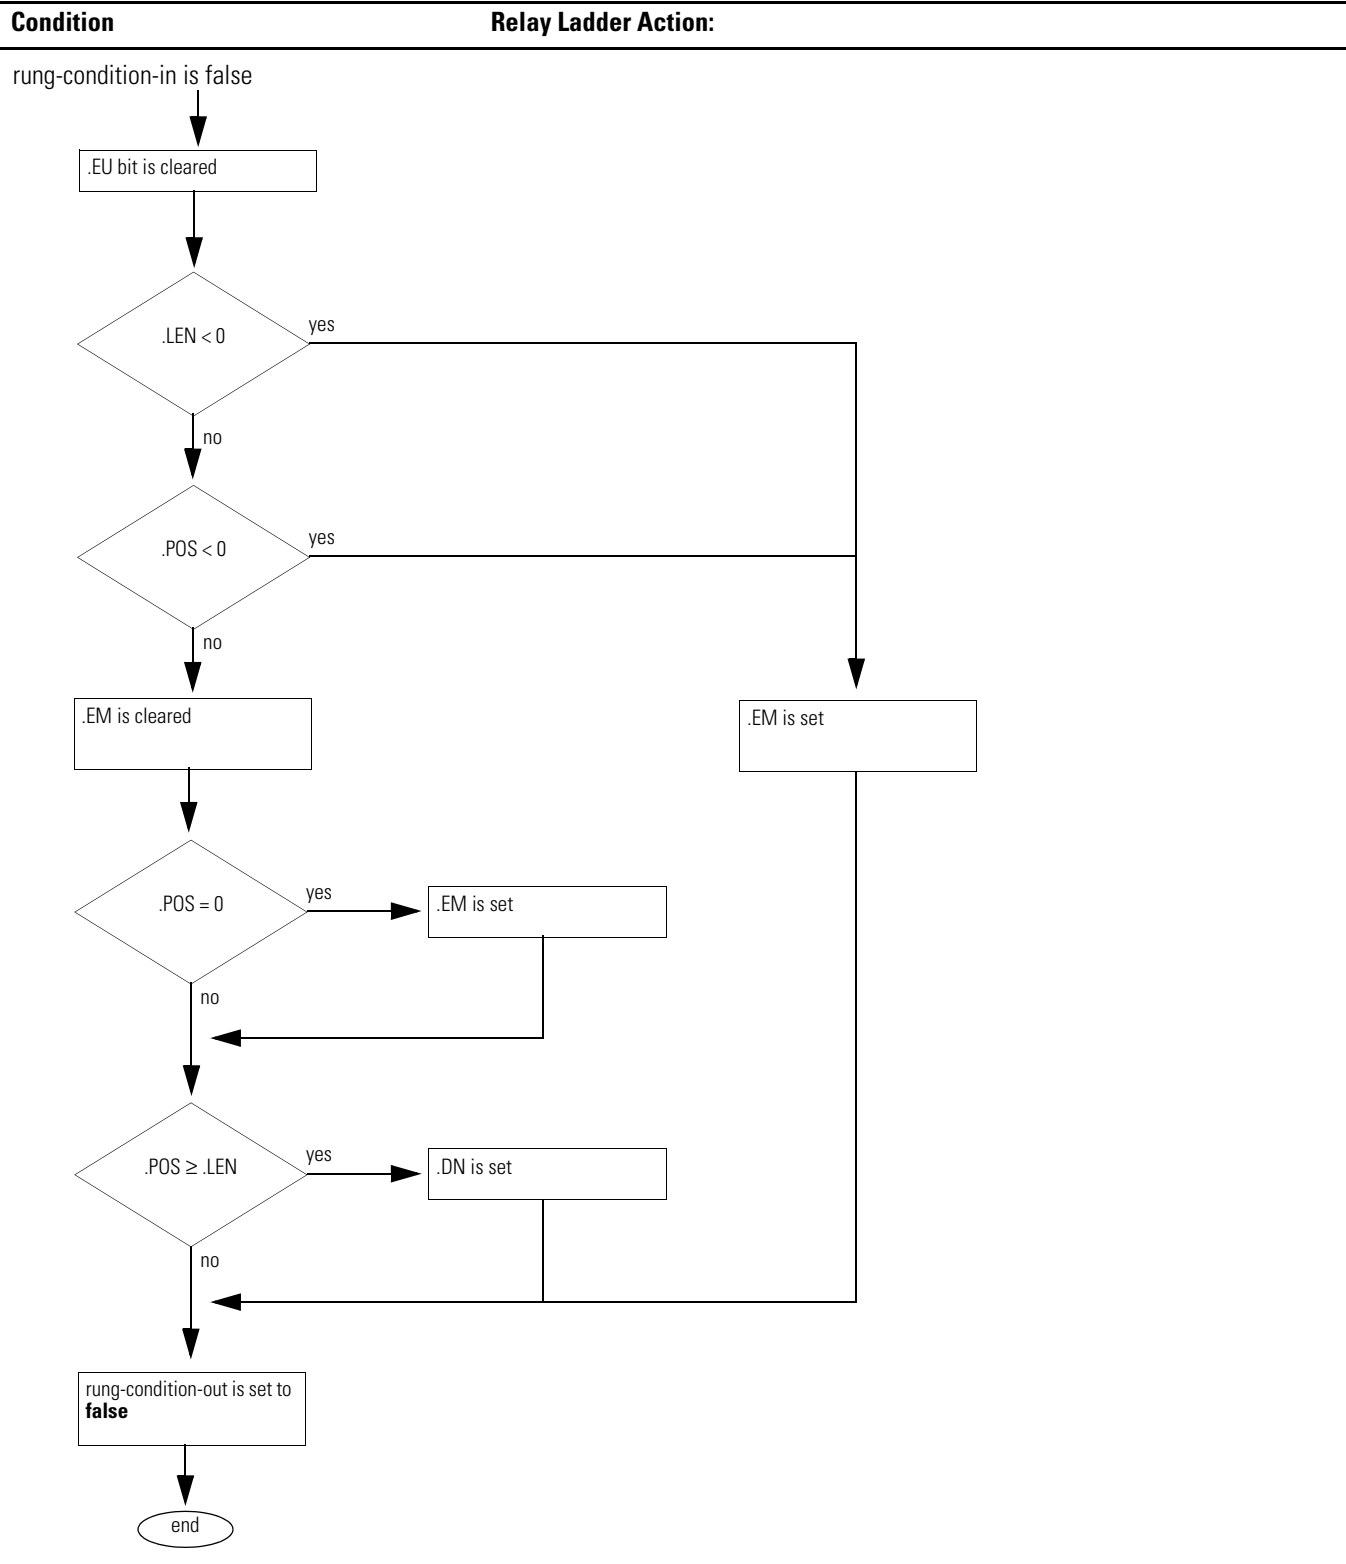 Condition Relay Ladder Action:
rung-condition-in is false
.EU bit is cleared
.LEN < 0
yes
no
.POS < 0
yes
no
.EM is cleared
.EM is set
.POS = 0
yes
.EM is set
no
.POS ≥ .LEN
yes
.DN is set
no
rung-condition-out is set to
false
end